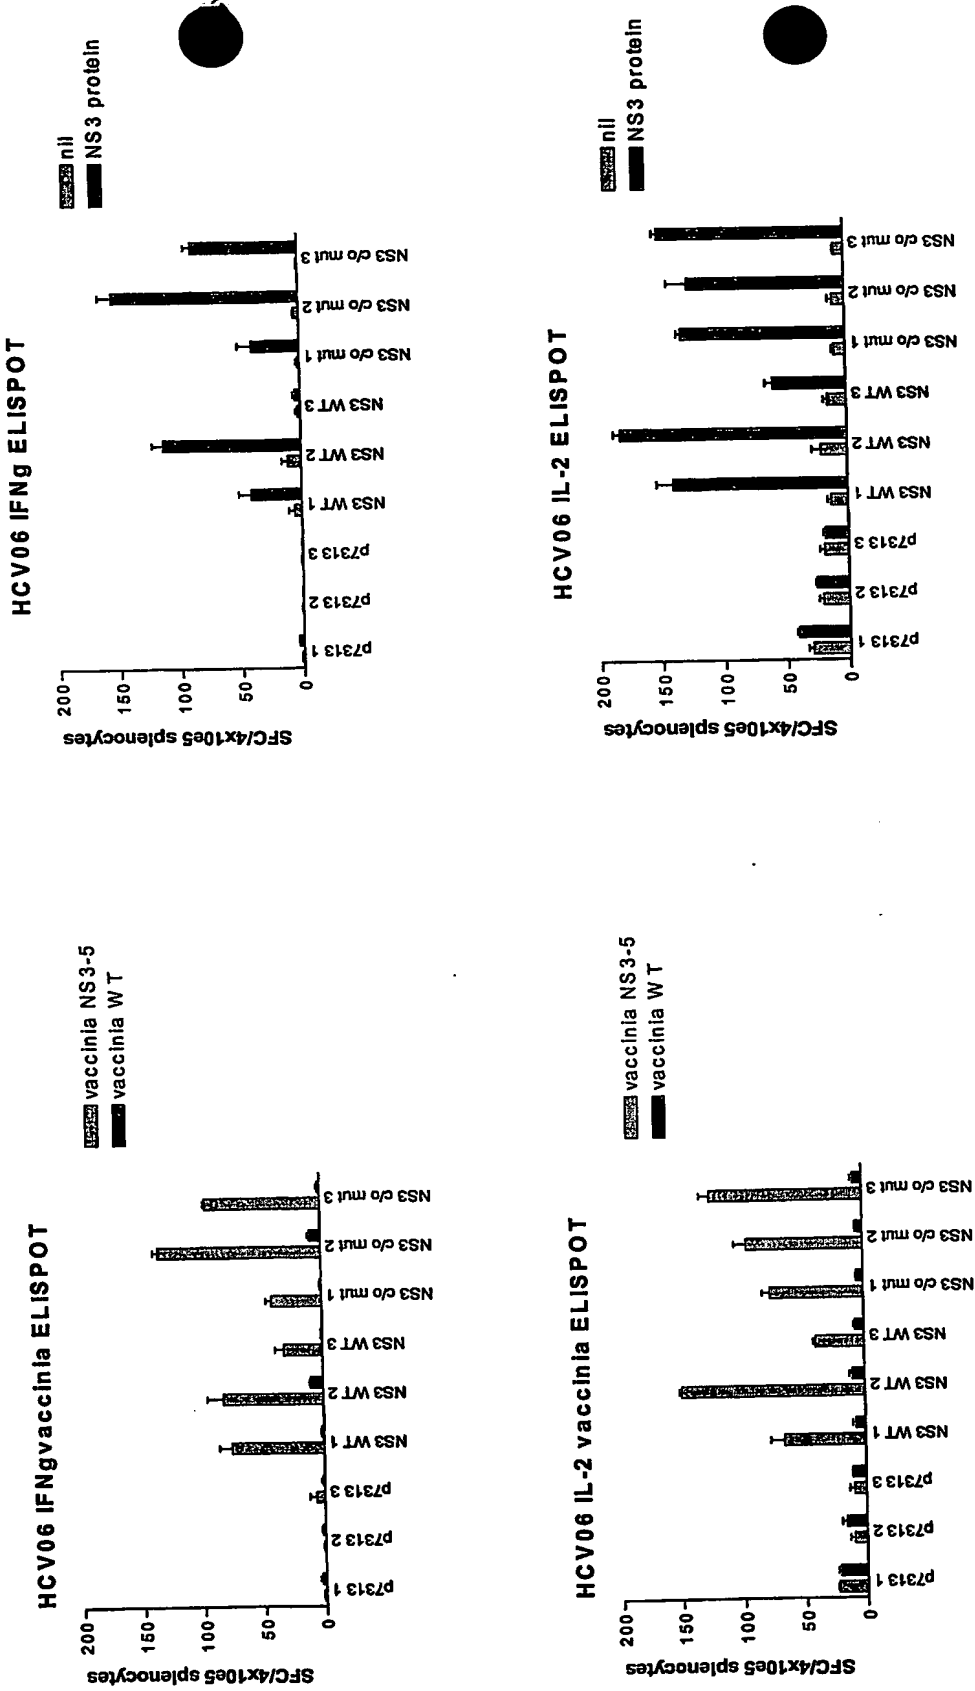 HCV06 IFNgvaccinia ELISPOT
vaccinia NS3-5
vaccinia WT
SFC/4x10e5 splenocytes
200
150
100
50
0
p7313 1
p7313 2
p7313 3
NS3 WT 1
NS3 WT 2
NS3 WT 3
NS3 c/o mut 1
NS3 c/o mut 2
NS3 c/o mut 3
HCV06 IFNg ELISPOT
nil
NS3 protein
SFC/4x10e5 splenocytes
200
150
100
50
0
p7313 1
p7313 2
p7313 3
NS3 WT 1
NS3 WT 2
NS3 WT 3
NS3 c/o mut 1
NS3 c/o mut 2
NS3 c/o mut 3
HCV06 IL-2 vaccinia ELISPOT
vaccinia NS3-5
vaccinia WT
SFC/4x10e5 splenocytes
200
150
100
50
0
p7313 1
p7313 2
p7313 3
NS3 WT 1
NS3 WT 2
NS3 WT 3
NS3 c/o mut 1
NS3 c/o mut 2
NS3 c/o mut 3
HCV06 IL-2 ELISPOT
nil
NS3 protein
SFC/4x10e5 splenocytes
200
150
100
50
0
p7313 1
p7313 2
p7313 3
NS3 WT 1
NS3 WT 2
NS3 WT 3
NS3 c/o mut 1
NS3 c/o mut 2
NS3 c/o mut 3